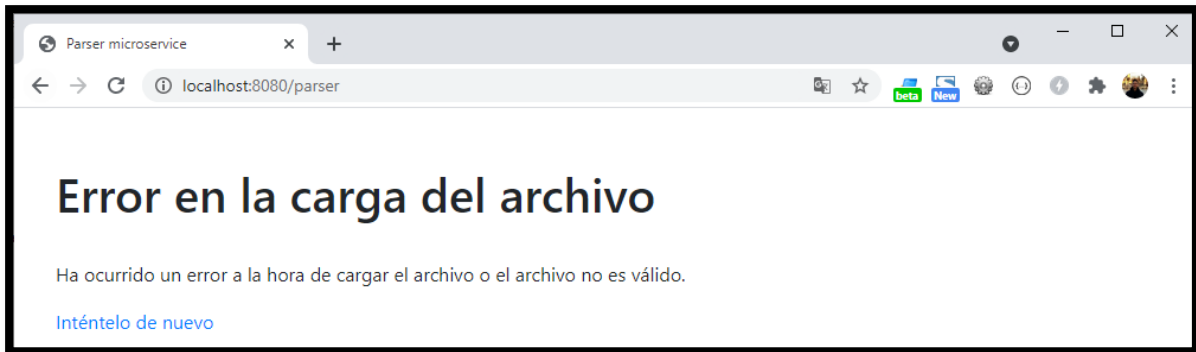 Parser microservice
localhost:8080/parser
beta
New
Error en la carga del archivo
Ha ocurrido un error a la hora de cargar el archivo o el archivo no es válido.
Inténtelo de nuevo